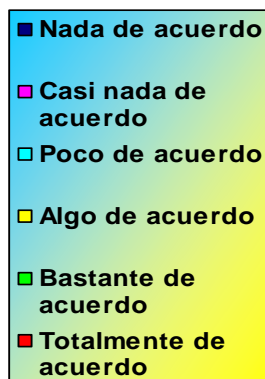 Nada de acuerdo
Casi nada de
acuerdo
Poco de acuerdo
Algo de acuerdo
Bastante de
acuerdo
Totalmente de
acuerdo